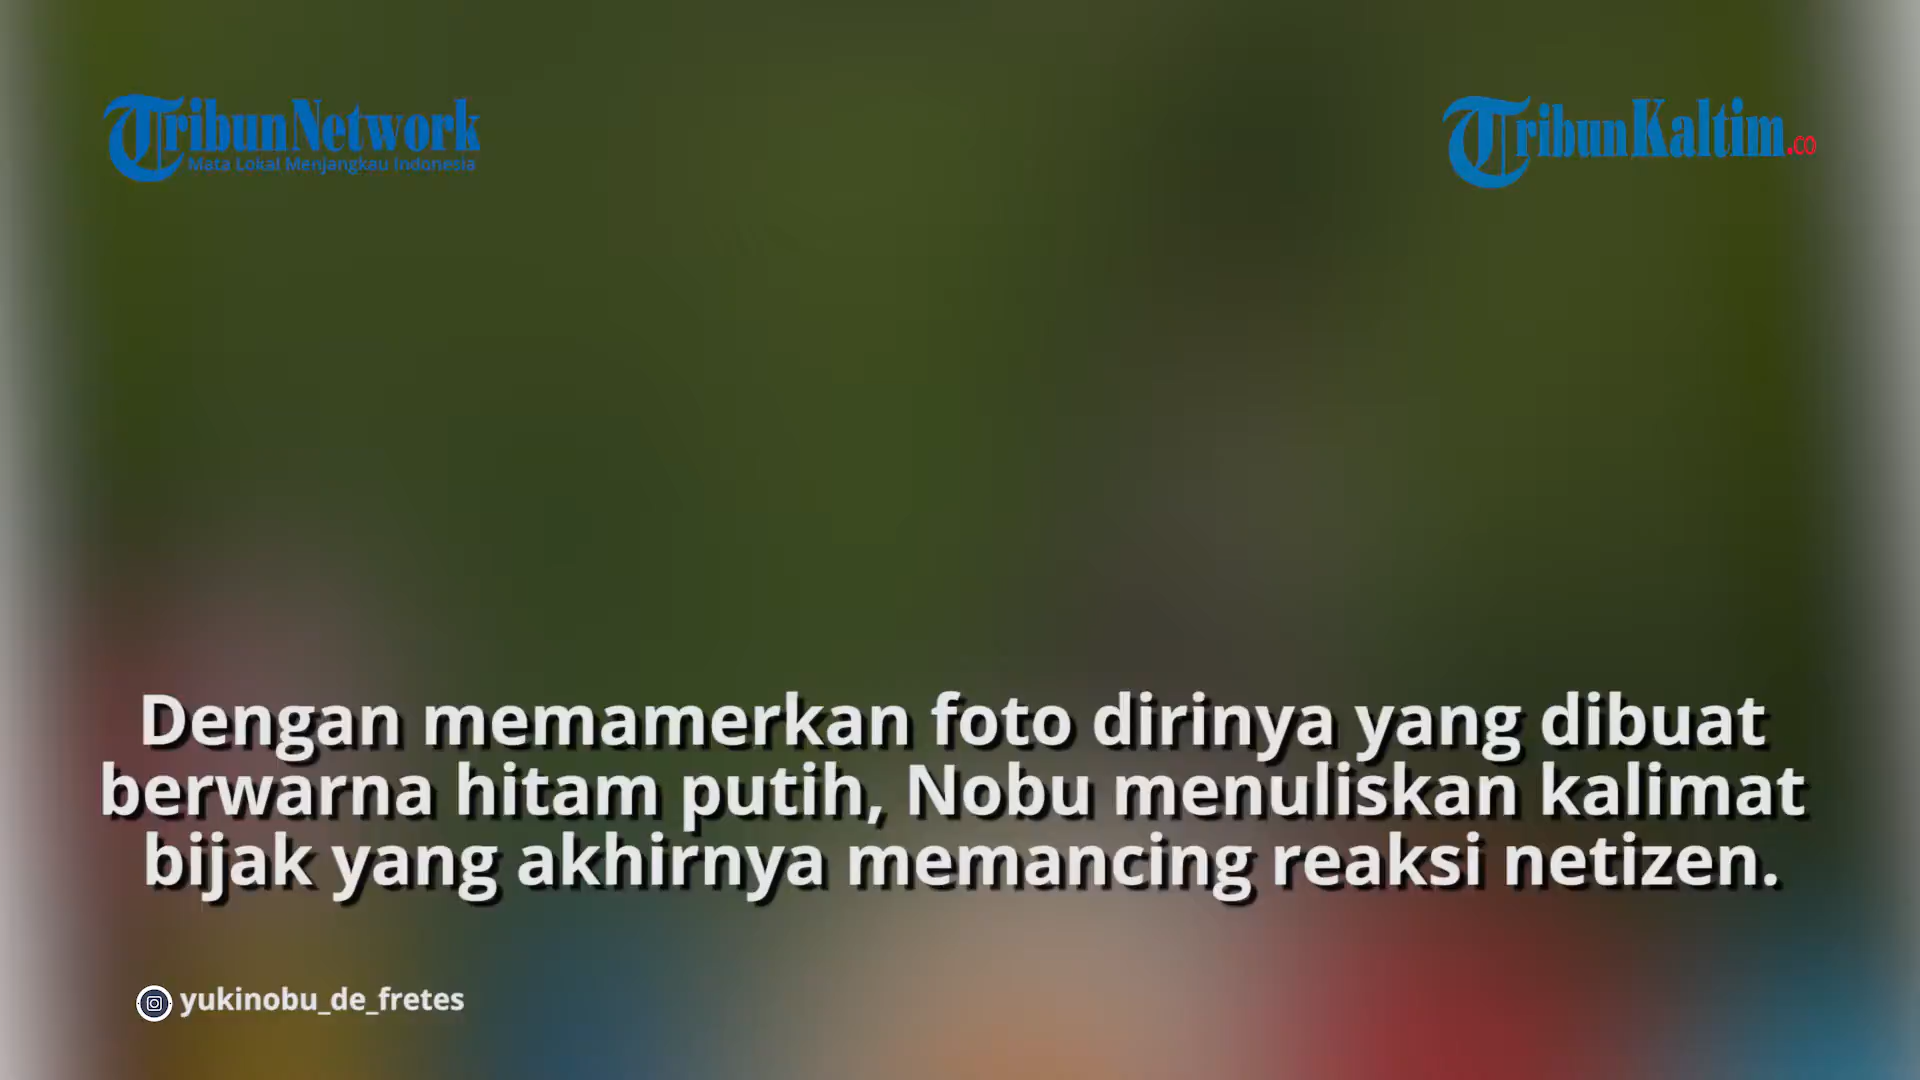 TribunNetwork
Mata Lokal Menjangkau Indonesia
TribunKaltim.co
Dengan memamerkan foto dirinya yang dibuat
berwarna hitam putih, Nobu menuliskan kalimat
bijak yang akhirnya memancing reaksi netizen.
yukinobu_de_fretes